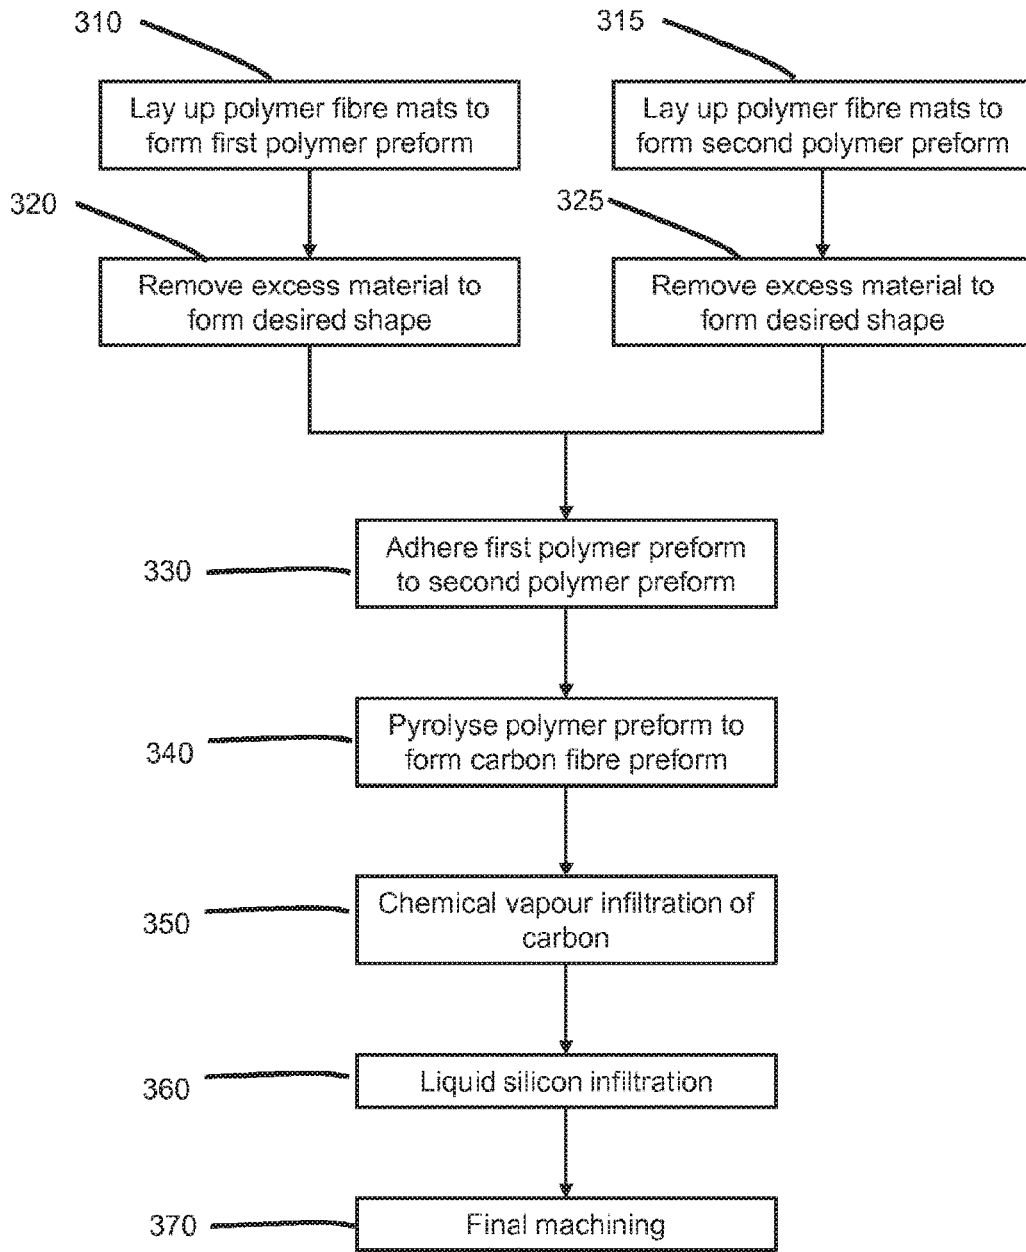 310
315
Lay up polymer fibre mats to
form first polymer preform
Lay up polymer fibre mats to
form second polymer preform
320
325
Remove excess material to
form desired shape
Remove excess material to
form desired shape
330
Adhere first polymer preform
to second polymer preform
340
Pyrolyse polymer preform to
form carbon fibre preform
350
Chemical vapour infiltration of
carbon
360
Liquid silicon infiltration
370
Final machining